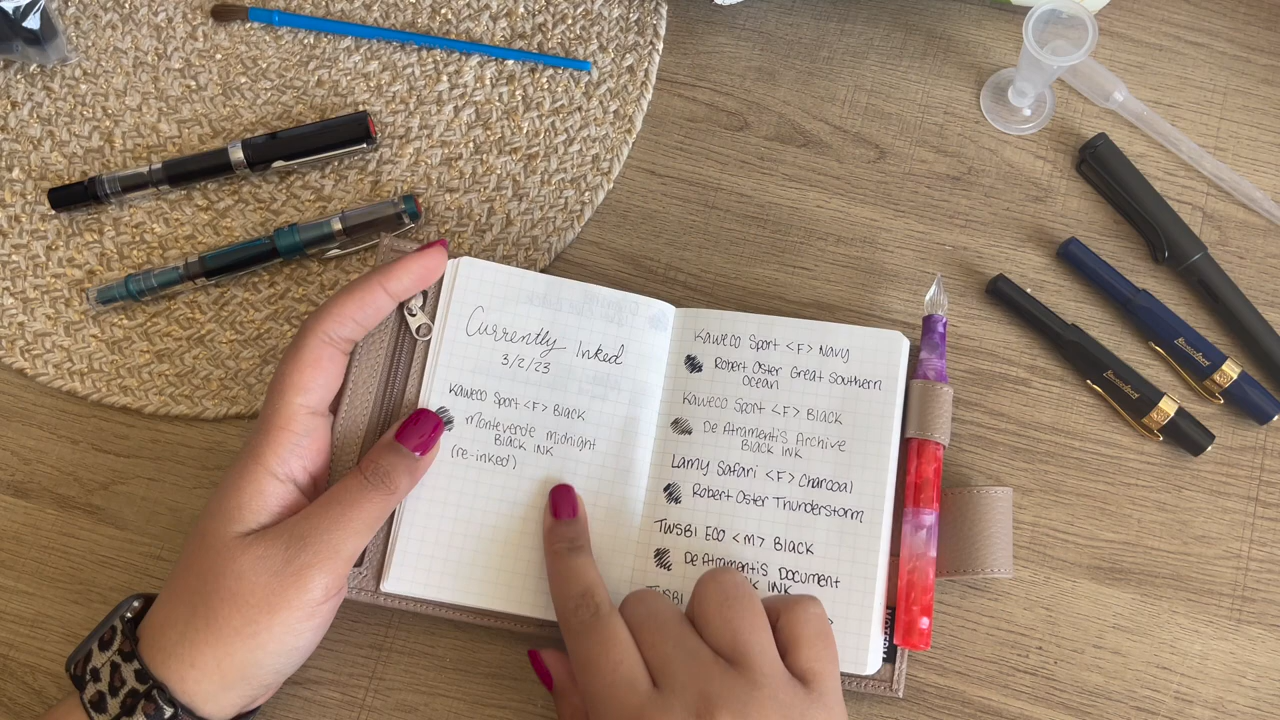 Currently Inked
3/2/23
Kaweco Sport <F> Black
Monteverde Midnight
Black Ink
(re-inked)
Kaweco Sport <F> Navy
Robert Oster Great Southern
Ocean
Kaweco Sport <F> Black
De Atramentis Archive
Black Ink
Lamy Safari <F> Charcoal
Robert Oster Thunderstorm
TWSBI ECO <M> Black
De Atramentis Document
Ink
TWSBI